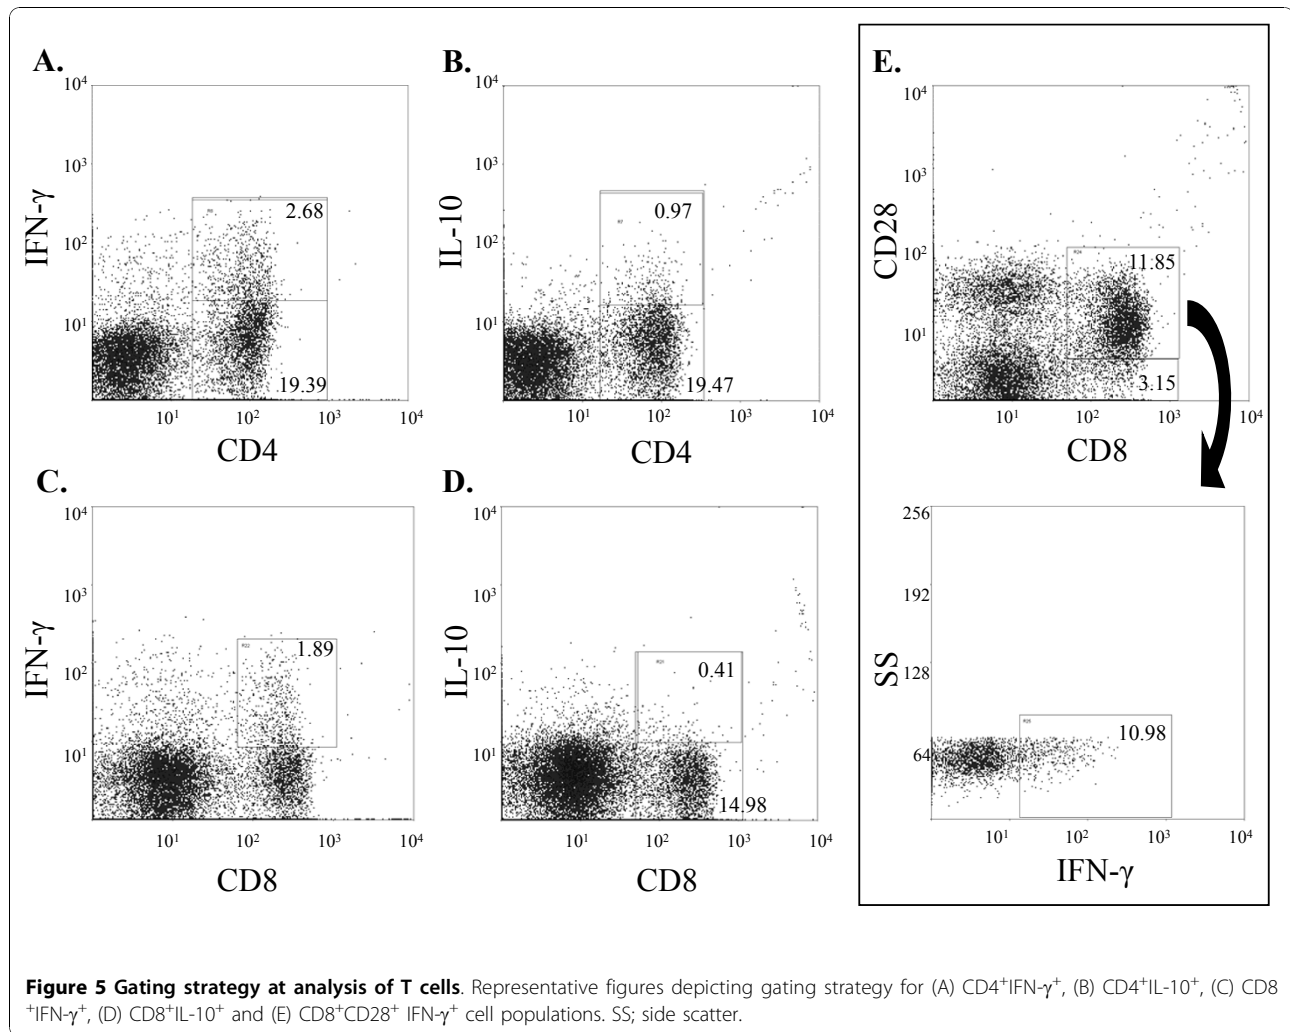 A.
10⁴
10³
10²
10¹
IFN-γ
2.68
19.39
10¹ 10² 10³ 10⁴
CD4
B.
10⁴
10³
10²
10¹
IL-10
0.97
19.47
10¹ 10² 10³ 10⁴
CD4
C.
10⁴
10³
10²
10¹
IFN-γ
1.89
10¹ 10² 10³ 10⁴
CD8
D.
10⁴
10³
10²
10¹
IL-10
0.41
14.98
10¹ 10² 10³ 10⁴
CD8
E.
10⁴
10³
10²
10¹
CD28
11.85
3.15
10¹ 10² 10³ 10⁴
CD8
256
192
128
64
SS
10.98
10¹ 10² 10³ 10⁴
IFN-γ
Figure 5 Gating strategy at analysis of T cells. Representative figures depicting gating strategy for (A) CD4⁺IFN-γ⁺, (B) CD4⁺IL-10⁺, (C) CD8
⁺IFN-γ⁺, (D) CD8⁺IL-10⁺ and (E) CD8⁺CD28⁺ IFN-γ⁺ cell populations. SS; side scatter.